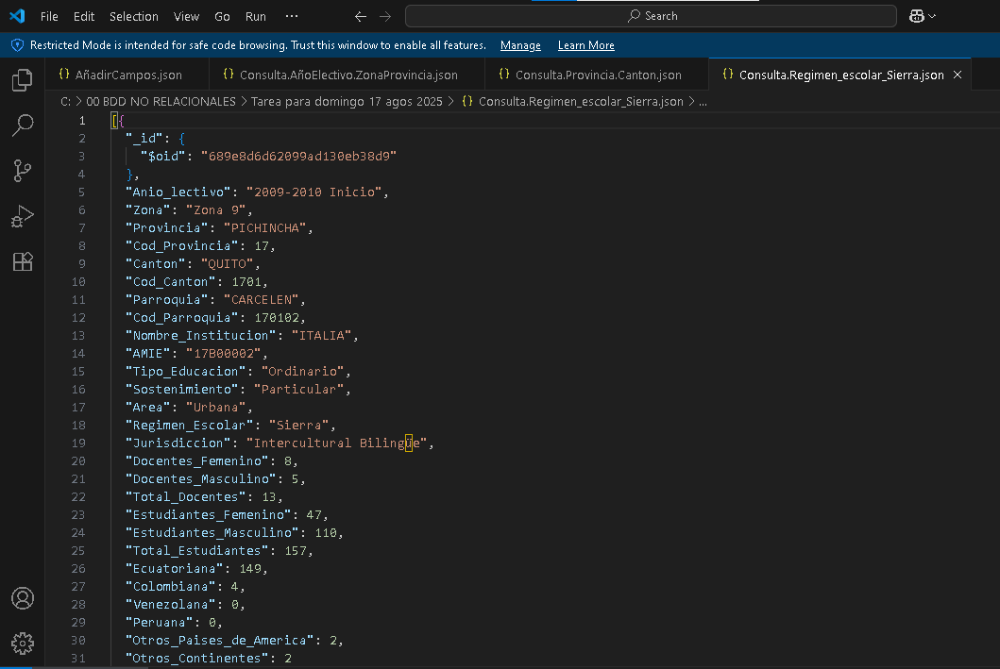 File Edit Selection View Go Run ··· Search
Restricted Mode is intended for safe code browsing. Trust this window to enable all features. Manage Learn More
{} AñadirCampos.json {} Consulta.AñoElectivo.ZonaProvincia.json {} Consulta.Provincia.Canton.json {} Consulta.Regimen_escolar_Sierra.json ×
C: > 00 BDD NO RELACIONALES > Tarea para domingo 17 agos 2025 > {} Consulta.Regimen_escolar_Sierra.json > ...
1 [{
2 "_id": {
3 "$oid": "689e8d6d62099ad130eb38d9"
4 },
5 "Anio_lectivo": "2009-2010 Inicio",
6 "Zona": "Zona 9",
7 "Provincia": "PICHINCHA",
8 "Cod_Provincia": 17,
9 "Canton": "QUITO",
10 "Cod_Canton": 1701,
11 "Parroquia": "CARCELEN",
12 "Cod_Parroquia": 170102,
13 "Nombre_Institucion": "ITALIA",
14 "AMIE": "17B00002",
15 "Tipo_Educacion": "Ordinario",
16 "Sostenimiento": "Particular",
17 "Area": "Urbana",
18 "Regimen_Escolar": "Sierra",
19 "Jurisdiccion": "Intercultural Bilingüe",
20 "Docentes_Femenino": 8,
21 "Docentes_Masculino": 5,
22 "Total_Docentes": 13,
23 "Estudiantes_Femenino": 47,
24 "Estudiantes_Masculino": 110,
25 "Total_Estudiantes": 157,
26 "Ecuatoriana": 149,
27 "Colombiana": 4,
28 "Venezolana": 0,
29 "Peruana": 0,
30 "Otros_Paises_de_America": 2,
31 "Otros_Continentes": 2